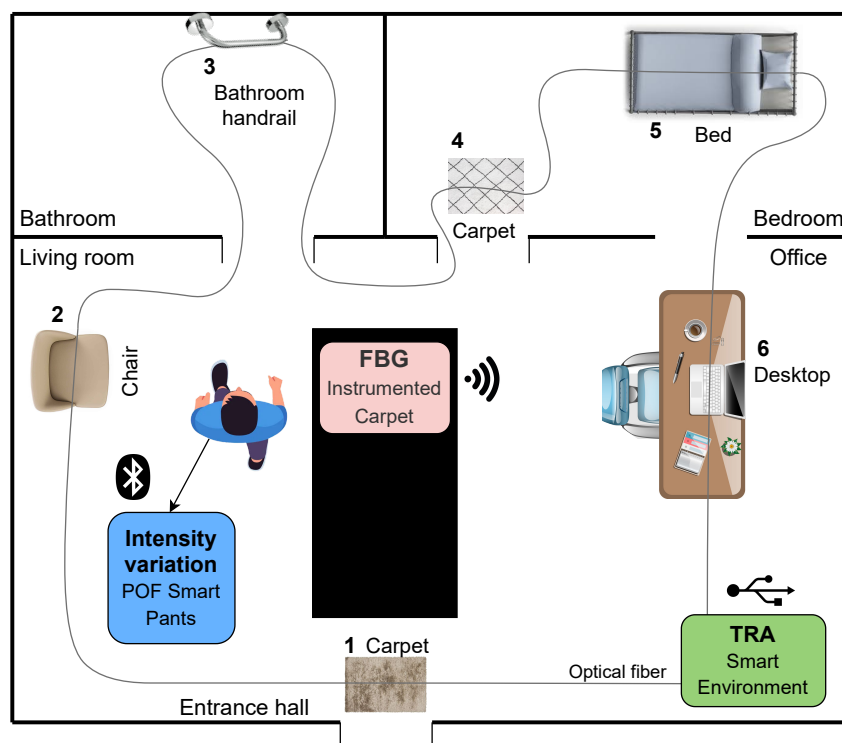 3
Bathroom
handrail
4
5
Bed
Bathroom
Carpet
Bedroom
Living room
Office
2
Chair
FBG
Instrumented
Carpet
6
Desktop
Intensity
variation
POF Smart
Pants
1 Carpet
TRA
Smart
Environment
Optical fiber
Entrance hall